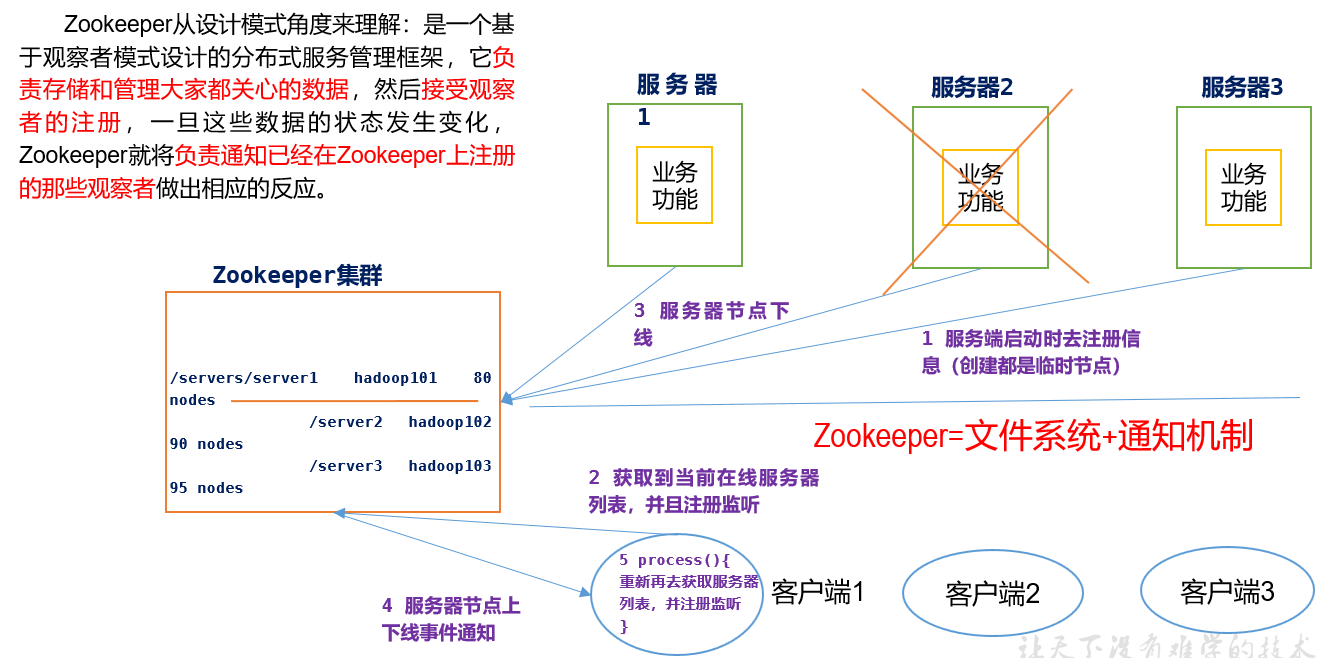 Zookeeper从设计模式角度来理解：是一个基
于观察者模式设计的分布式服务管理框架，它负
责存储和管理大家都关心的数据，然后接受观察
者的注册，一旦这些数据的状态发生变化，
Zookeeper就将负责通知已经在Zookeeper上注册
的那些观察者做出相应的反应。
服务器
1
业务
功能
服务器2
业务
功能
服务器3
业务
功能
Zookeeper集群
/servers/server1 hadoop101 80
nodes
/server2 hadoop102
90 nodes
/server3 hadoop103
95 nodes
3 服务器节点下
线
1 服务端启动时去注册信
息（创建都是临时节点）
Zookeeper=文件系统+通知机制
2 获取到当前在线服务器
列表，并且注册监听
4 服务器节点上
下线事件通知
5 process(){
重新再去获取服务器
列表，并注册监听
}
客户端1
客户端2
客户端3
让天下没有难学的技术